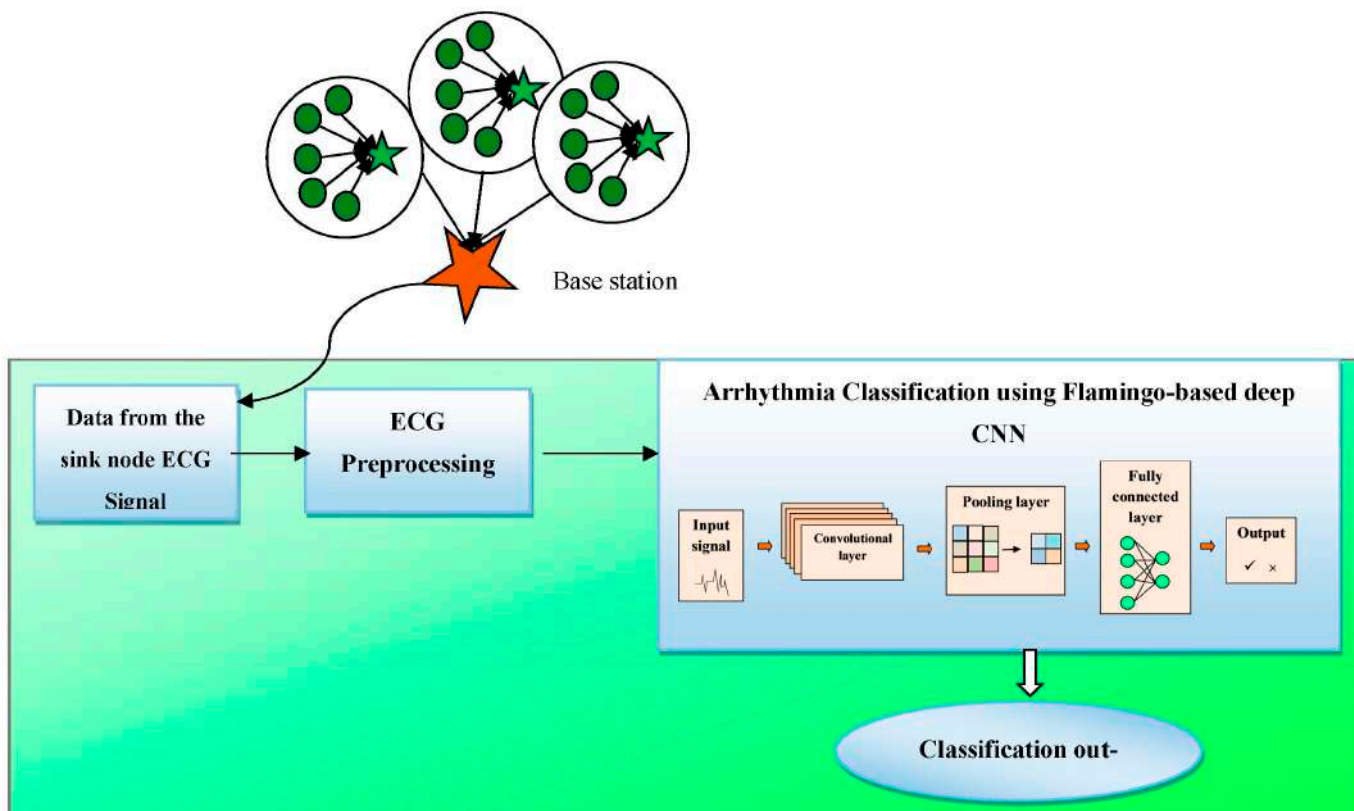 Base station
Data from the
sink node ECG
Signal
ECG
Preprocessing
Arrhythmia Classification using Flamingo-based deep
CNN
Input
signal
Convolutional
layer
Pooling layer
Fully
connected
layer
Output
Classification out-